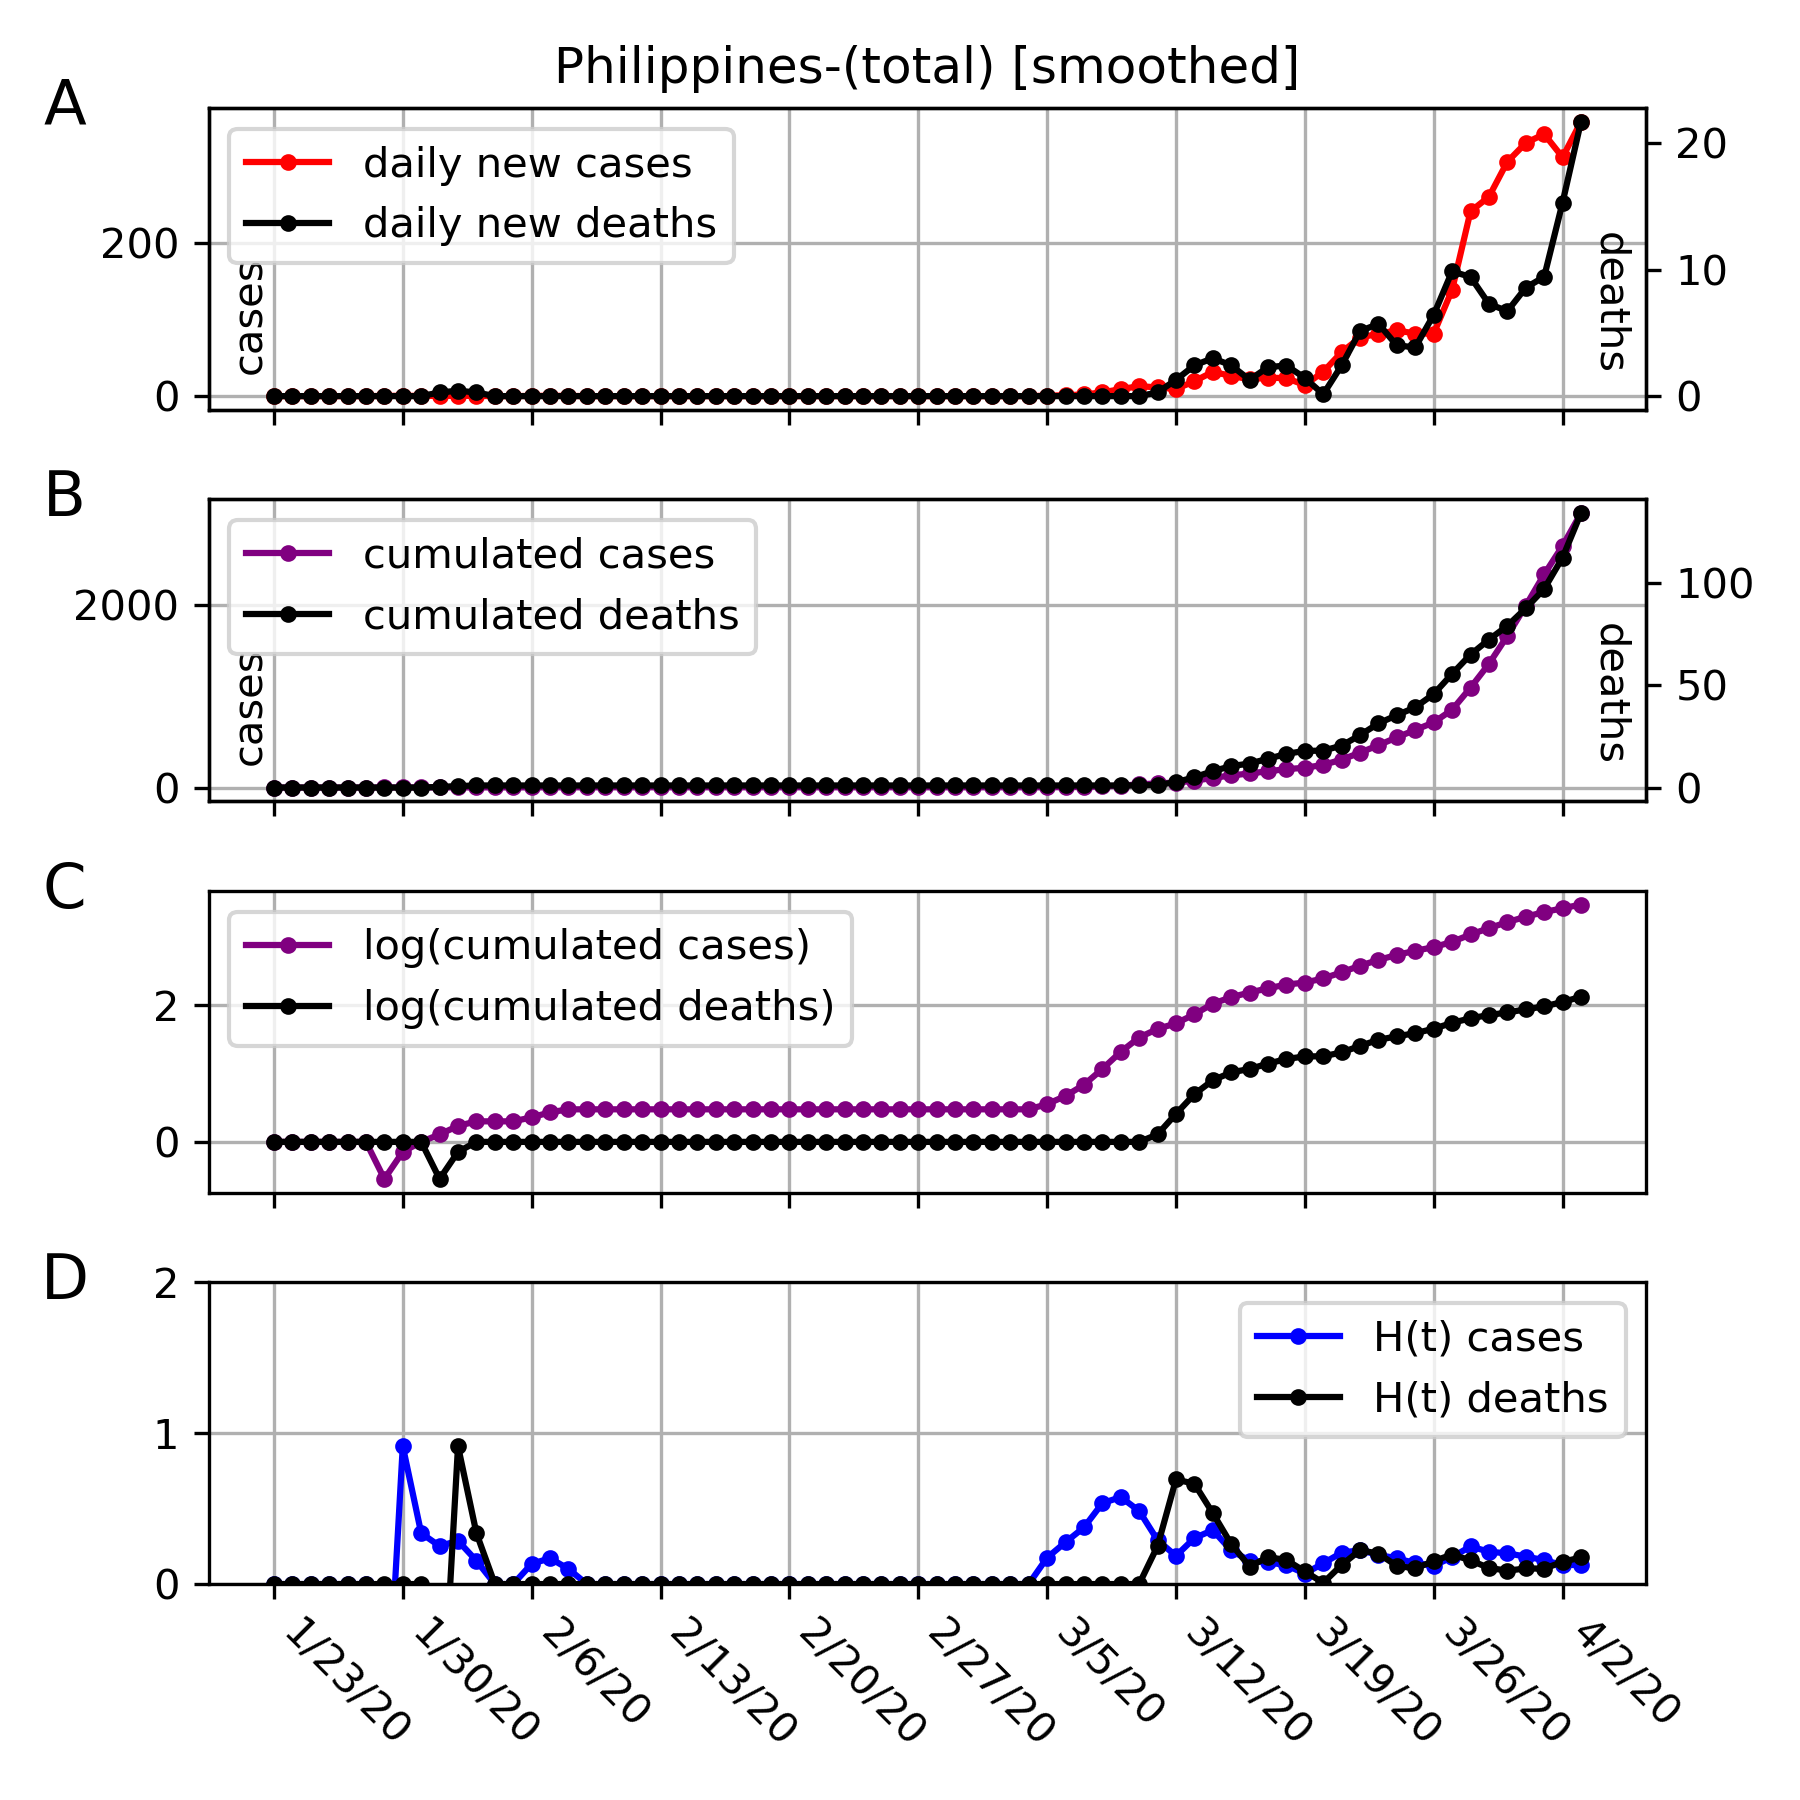 Philippines-(total) [smoothed]
A
daily new cases
daily new deaths
200
0
cases
20
10
0
deaths
B
cumulated cases
cumulated deaths
2000
0
cases
100
50
0
deaths
C
log(cumulated cases)
log(cumulated deaths)
2
0
D
H(t) cases
H(t) deaths
2
1
0
1/23/20
1/30/20
2/6/20
2/13/20
2/20/20
2/27/20
3/5/20
3/12/20
3/19/20
3/26/20
4/2/20